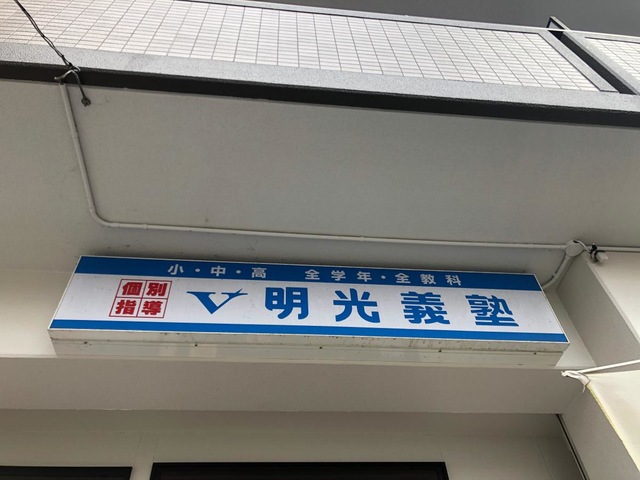 小・中・高 全学年・全教科
個別
指導
明光義塾